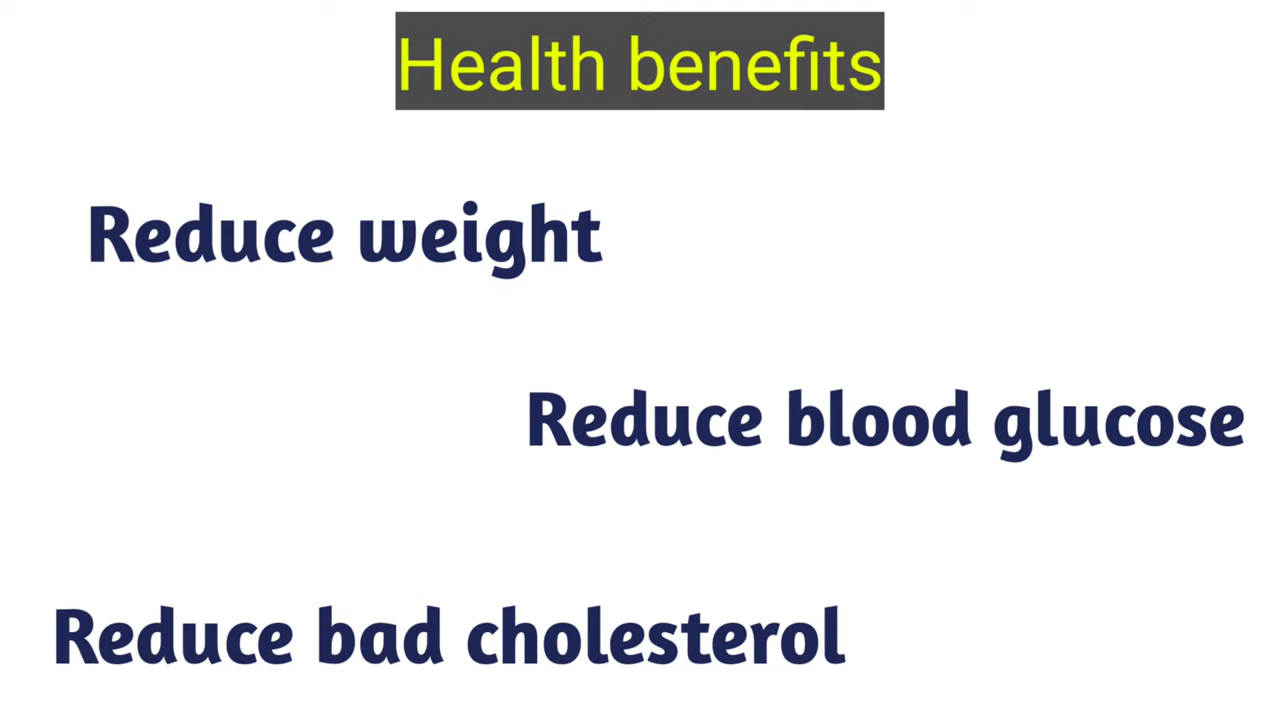 Health benefits
Reduce weight
Reduce blood glucose
Reduce bad cholesterol